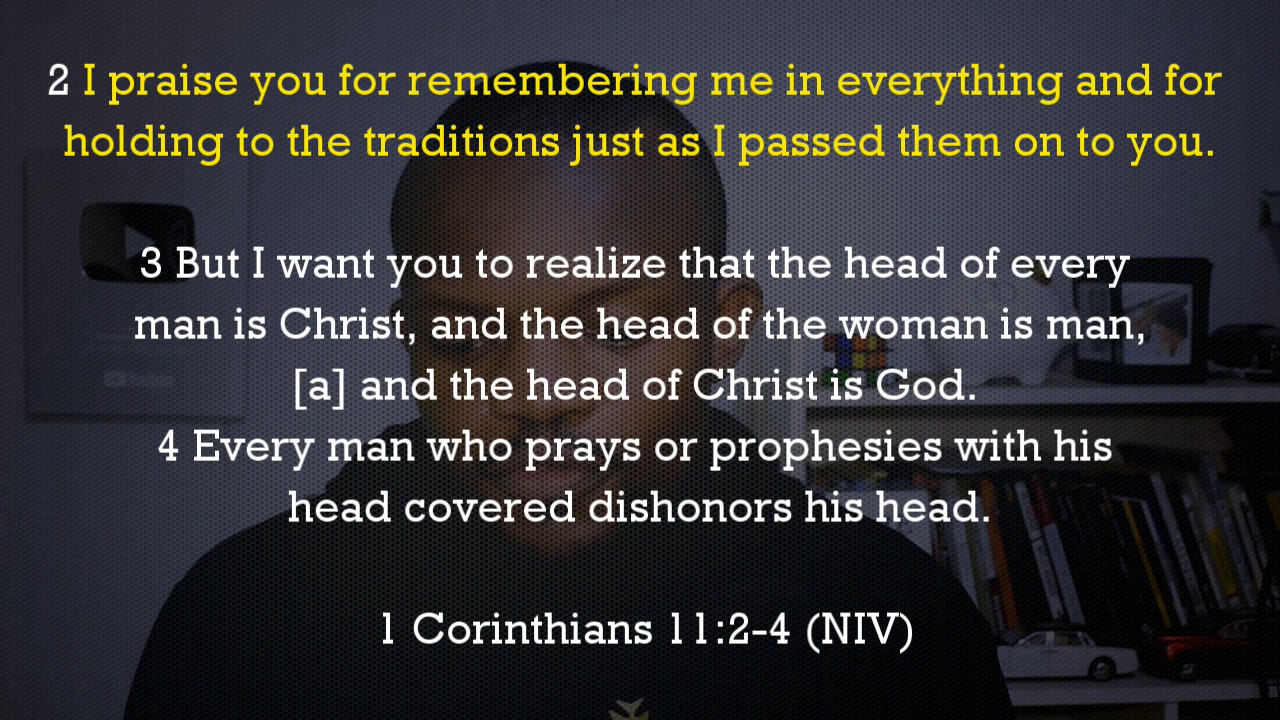 2 I praise you for remembering me in everything and for
holding to the traditions just as I passed them on to you.
3 But I want you to realize that the head of every
man is Christ, and the head of the woman is man,
[a] and the head of Christ is God.
4 Every man who prays or prophesies with his
head covered dishonors his head.
1 Corinthians 11:2-4 (NIV)